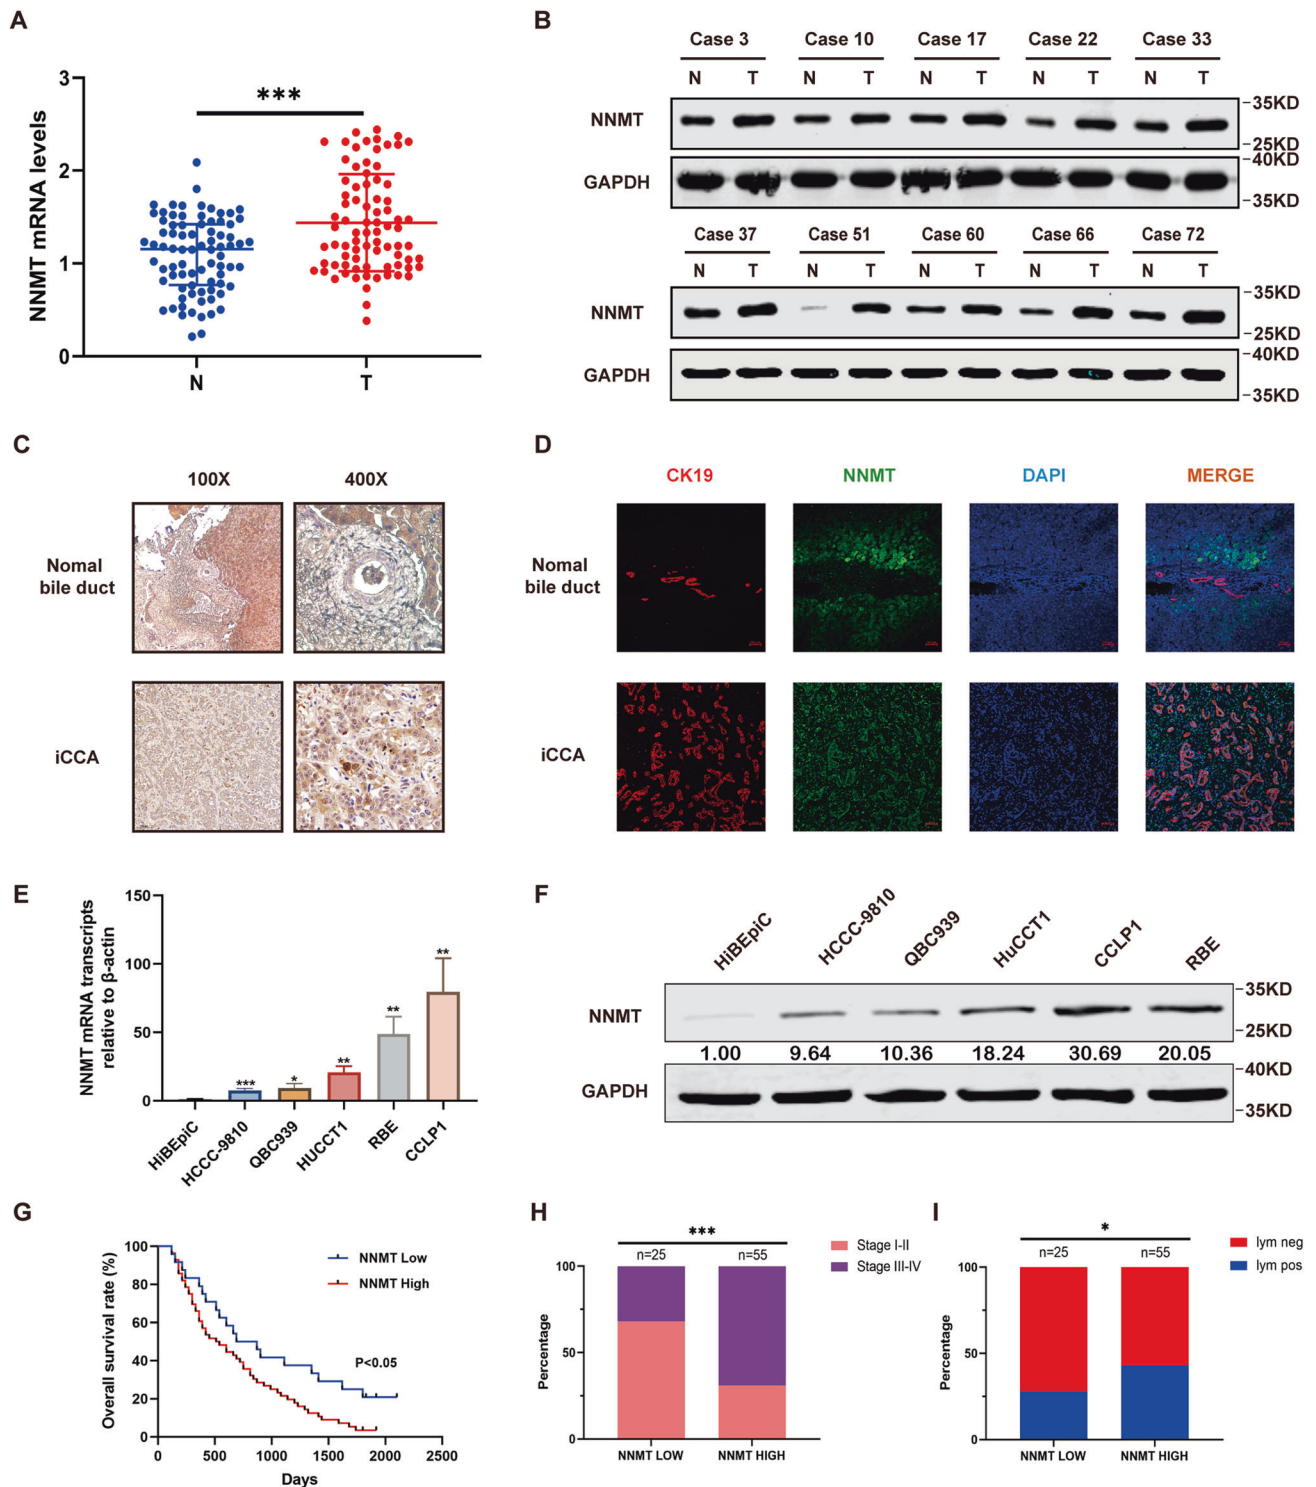 A
NNMT mRNA levels
3
2
1
0
***
N
T
B
Case 3
Case 10
Case 17
Case 22
Case 33
N T N T N T N T N T
NNMT
GAPDH
35KD
25KD
40KD
35KD
Case 37
Case 51
Case 60
Case 66
Case 72
N T N T N T N T N T
NNMT
GAPDH
35KD
25KD
40KD
35KD
C
100X
400X
Nomal
bile duct
iCCA
D
CK19
NNMT
DAPI
MERGE
Nomal
bile duct
iCCA
E
NNMT mRNA transcripts
relative to β-actin
150
100
50
0
***
*
**
**
**
HiBEpiC
HCCC-9810
QBC939
HUCCT1
RBE
CCLP1
F
HiBEpiC
HCCC-9810
QBC939
HuCCT1
CCLP1
RBE
NNMT
35KD
25KD
1.00 9.64 10.36 18.24 30.69 20.05
GAPDH
40KD
35KD
G
Overall survival rate (%)
100
80
60
40
20
0
NNMT Low
NNMT High
P<0.05
0 500 1000 1500 2000 2500
Days
H
***
n=25
n=55
Stage I-II
Stage III-IV
Percentage
100
50
0
NNMT LOW
NNMT HIGH
I
*
n=25
n=55
lym neg
lym pos
Percentage
100
50
0
NNMT LOW
NNMT HIGH